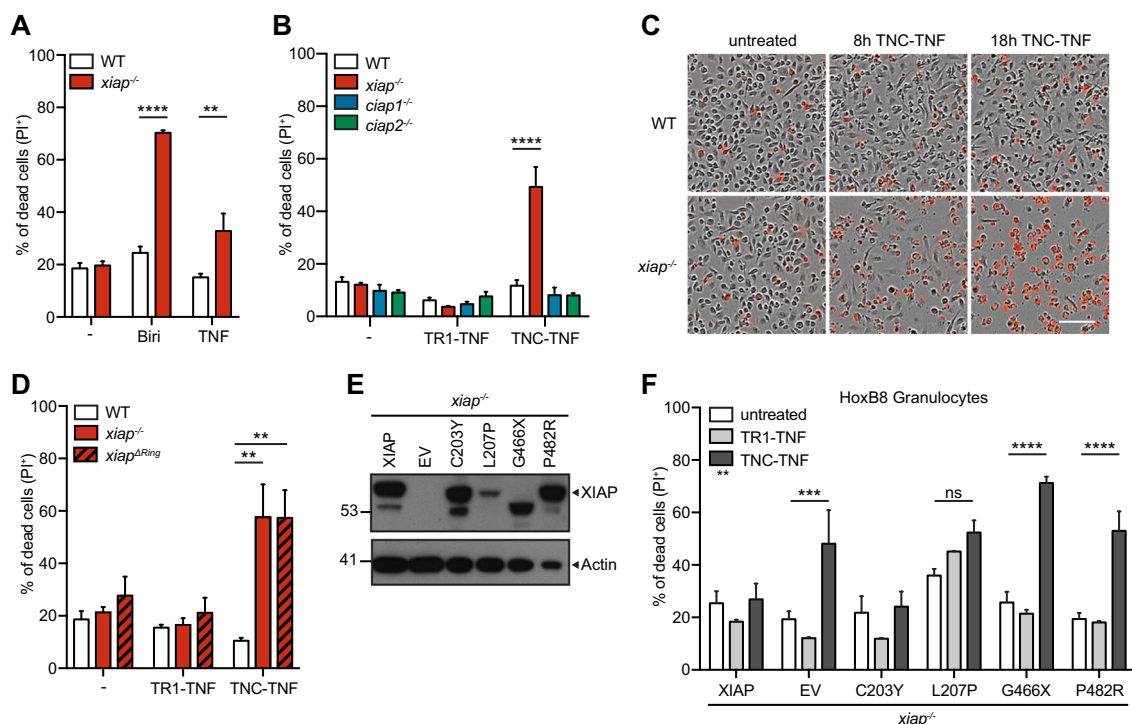 A
WT
xiap-/-
% of dead cells (PI+)
100
80
60
40
20
0
****
**
-
Biri
TNF
B
WT
xiap-/-
ciap1-/-
ciap2-/-
% of dead cells (PI+)
100
80
60
40
20
0
****
-
TR1-TNF
TNC-TNF
C
untreated
8h TNC-TNF
18h TNC-TNF
WT
xiap-/-
D
WT
xiap-/-
xiapΔRing
% of dead cells (PI+)
100
80
60
40
20
0
**
**
-
TR1-TNF
TNC-TNF
E
xiap-/-
XIAP
EV
C203Y
L207P
G466X
P482R
53
XIAP
41
Actin
F
HoxB8 Granulocytes
untreated
TR1-TNF
TNC-TNF
% of dead cells (PI+)
100
80
60
40
20
0
**
***
ns
****
****
XIAP
EV
C203Y
L207P
G466X
P482R
xiap-/-